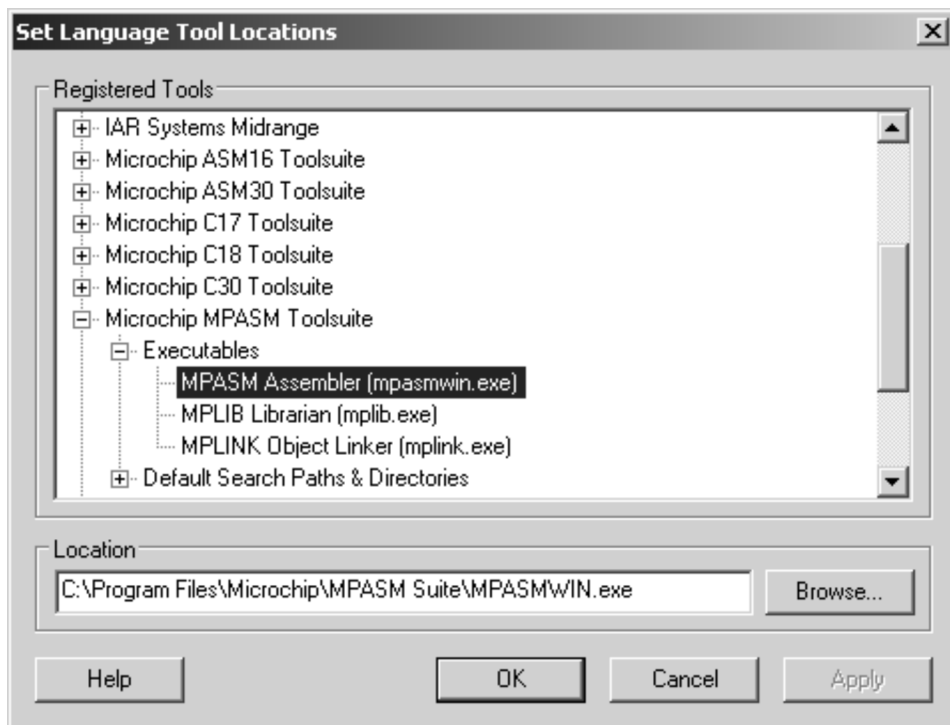 Set Language Tool Locations
Registered Tools
IAR Systems Midrange
Microchip ASM16 Toolsuite
Microchip ASM30 Toolsuite
Microchip C17 Toolsuite
Microchip C18 Toolsuite
Microchip C30 Toolsuite
Microchip MPASM Toolsuite
Executables
MPASM Assembler (mpasmwin.exe)
MPLIB Librarian (mplib.exe)
MPLINK Object Linker (mplink.exe)
Default Search Paths & Directories
Location
C:\Program Files\Microchip\MPASM Suite\MPASMWIN.exe
Browse...
Help
OK
Cancel
Apply